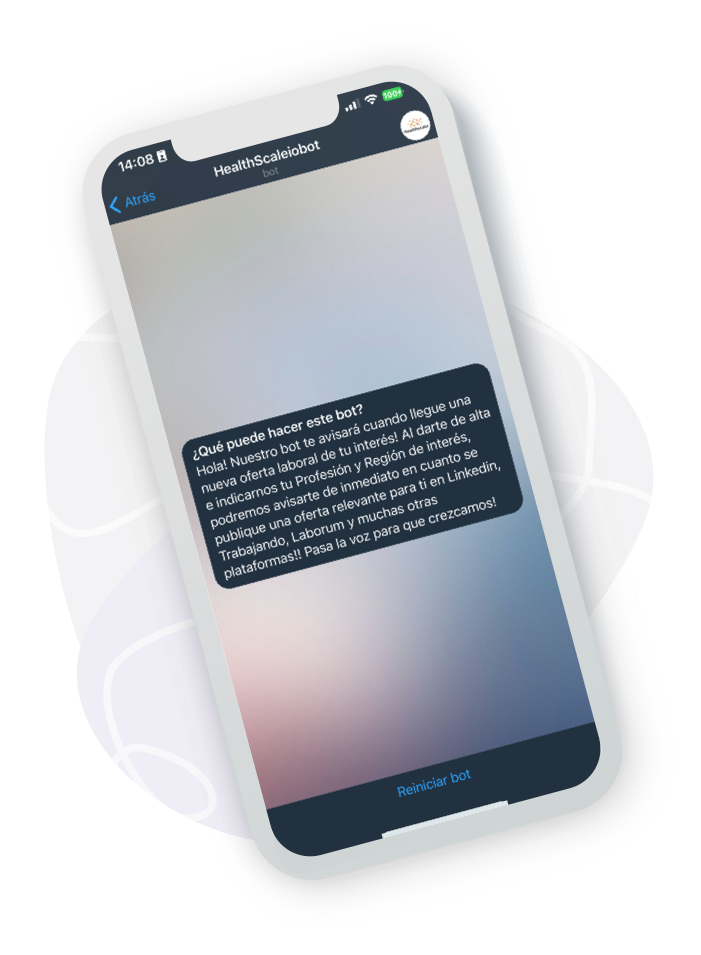 14:08
100
Atrás
HealthScaleiobot
bot
HealthScale
¿Qué puede hacer este bot?
Hola! Nuestro bot te avisará cuando llegue una
nueva oferta laboral de tu interés! Al darte de alta
e indicarnos tu Profesión y Región de interés,
podremos avisarte de inmediato en cuanto se
publique una oferta relevante para ti en Linkedin,
Trabajando, Laborum y muchas otras
plataformas!! Pasa la voz para que crezcamos!
Reiniciar bot